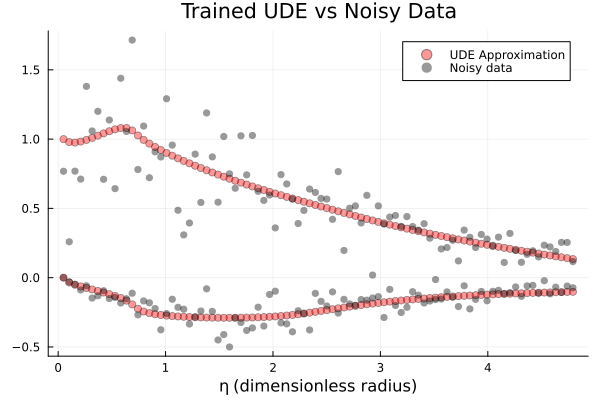 Trained UDE vs Noisy Data
UDE Approximation
Noisy data
1.5
1.0
0.5
0.0
−0.5
0 1 2 3 4
η (dimensionless radius)